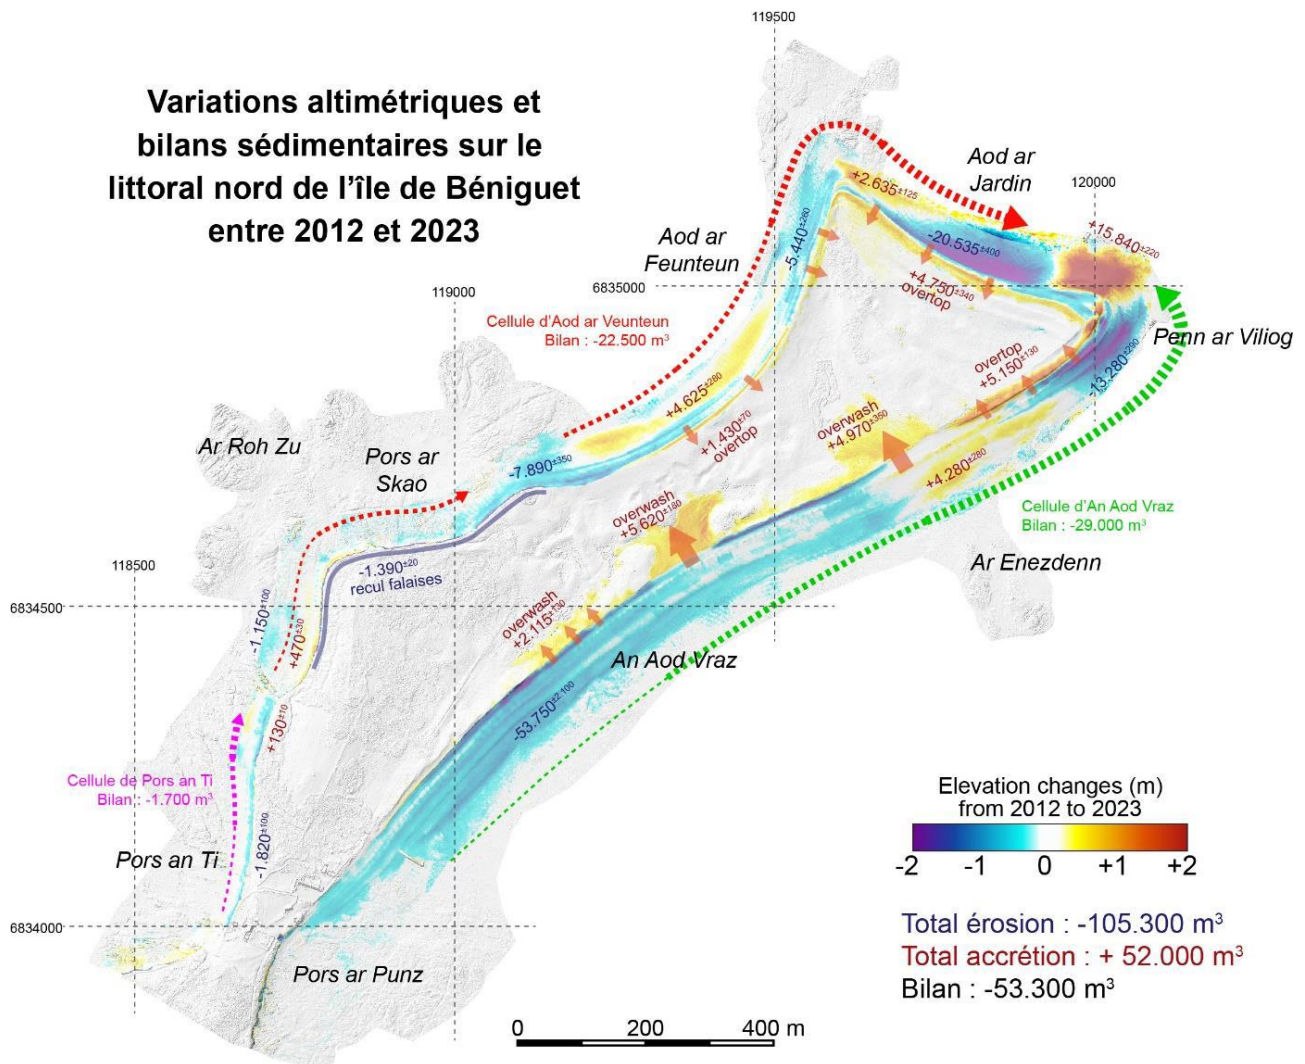 119500
Variations altimétriques et
bilans sédimentaires sur le
littoral nord de l'île de Béniguet
entre 2012 et 2023
Aod ar
Jardin
120000
+2.635±125
+15.840±220
-20.535±400
-5.440±260
Aod ar
Feunteun
+4.750±340
overtop
6835000
119000
Cellule d'Aod ar Veunteun
Bilan : -22.500 m³
Penn ar Viliog
overtop
+5.150±130
-13.280±290
+4.625±280
+1.430±70
overtop
overwash
+4.970±350
+4.280±280
Ar Roh Zu
Pors ar
Skao
-7.890±350
overwash
+5.620±180
Cellule d'An Aod Vraz
Bilan : -29.000 m³
Ar Enezdenn
118500
-1.390±20
recul falaises
6834500
-1.150±100
+470±30
overwash
+2.115±130
An Aod Vraz
-53.750±2.100
+130±10
Cellule de Pors an Ti
Bilan : -1.700 m³
-1.820±100
Pors an Ti
6834000
Pors ar Punz
Elevation changes (m)
from 2012 to 2023
-2 -1 0 +1 +2
Total érosion : -105.300 m³
Total accrétion : + 52.000 m³
Bilan : -53.300 m³
0 200 400 m